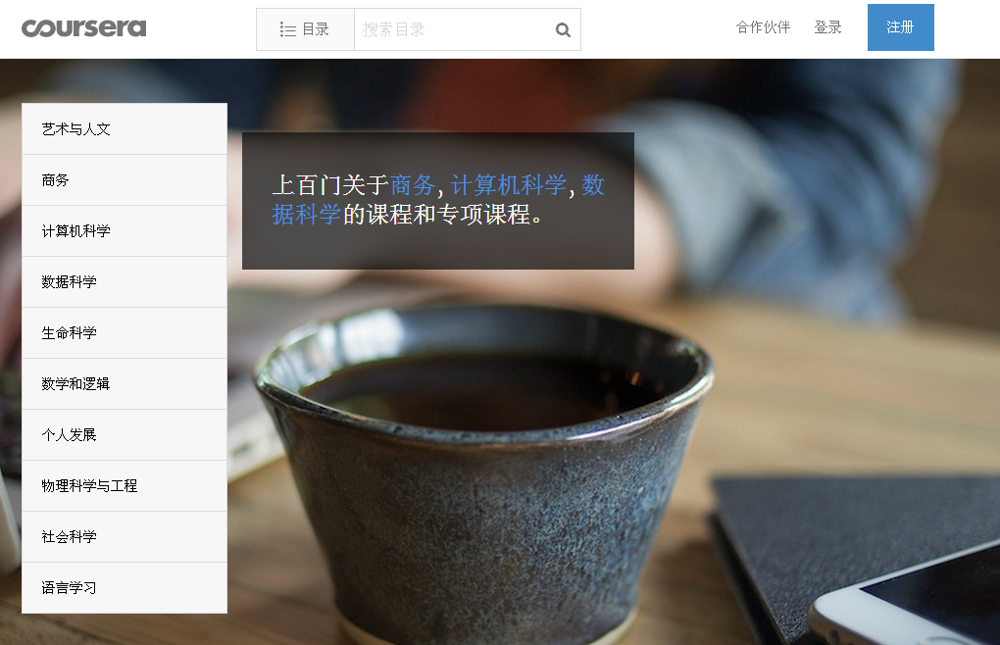 coursera
目录
搜索目录
合作伙伴
登录
注册
艺术与人文
商务
计算机科学
数据科学
生命科学
数学和逻辑
个人发展
物理科学与工程
社会科学
语言学习
上百门关于商务, 计算机科学, 数
据科学的课程和专项课程。